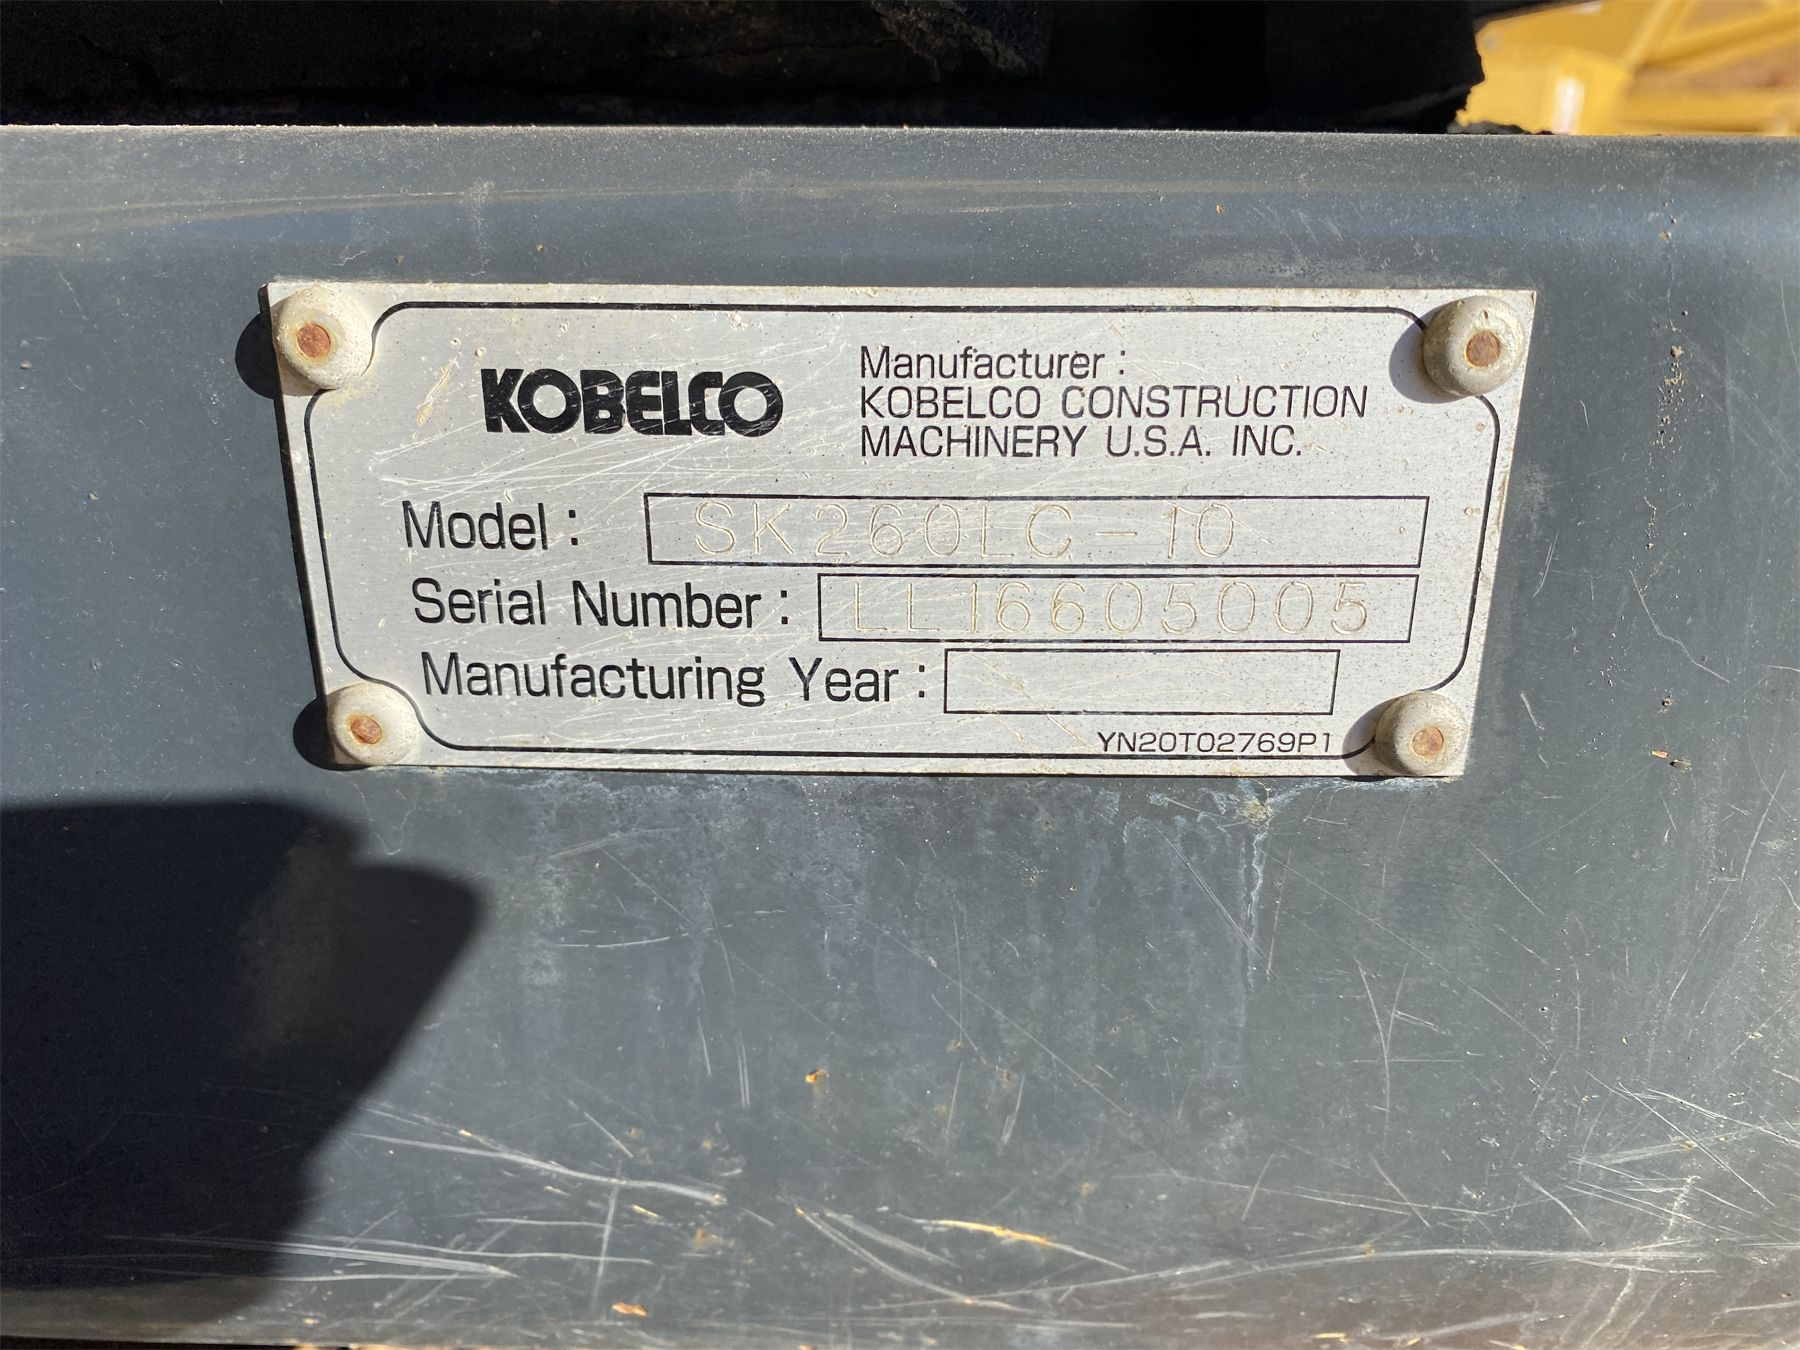 KOBELCO
Manufacturer :
KOBELCO CONSTRUCTION
MACHINERY U.S.A. INC.
Model : SK260LC-10
Serial Number : LL16605005
Manufacturing Year :
YN20T02769P1